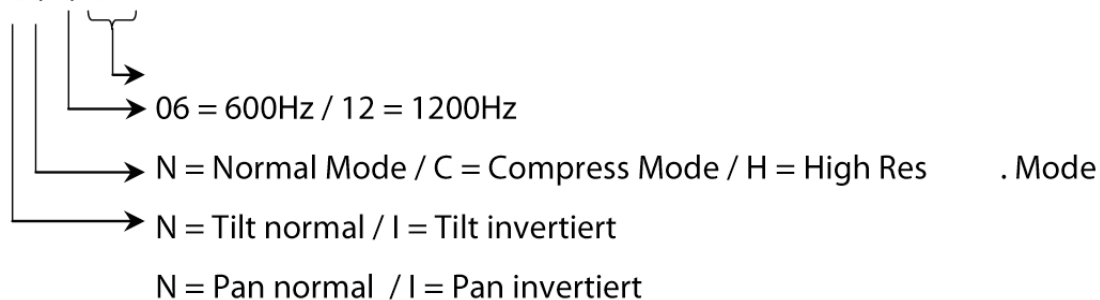 06 = 600Hz / 12 = 1200Hz
N = Normal Mode / C = Compress Mode / H = High Res . Mode
N = Tilt normal / I = Tilt invertiert
N = Pan normal / I = Pan invertiert